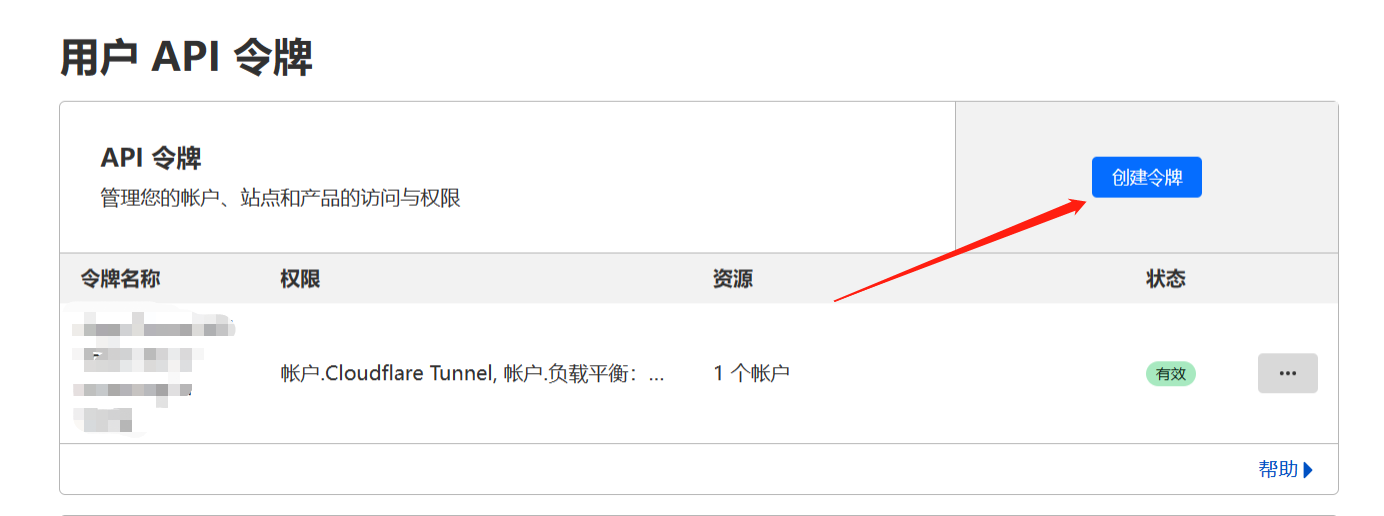 用户 API 令牌
API 令牌
管理您的帐户、站点和产品的访问与权限
创建令牌
令牌名称 权限 资源 状态
帐户.Cloudflare Tunnel, 帐户.负载平衡：... 1 个帐户 有效 ...
帮助